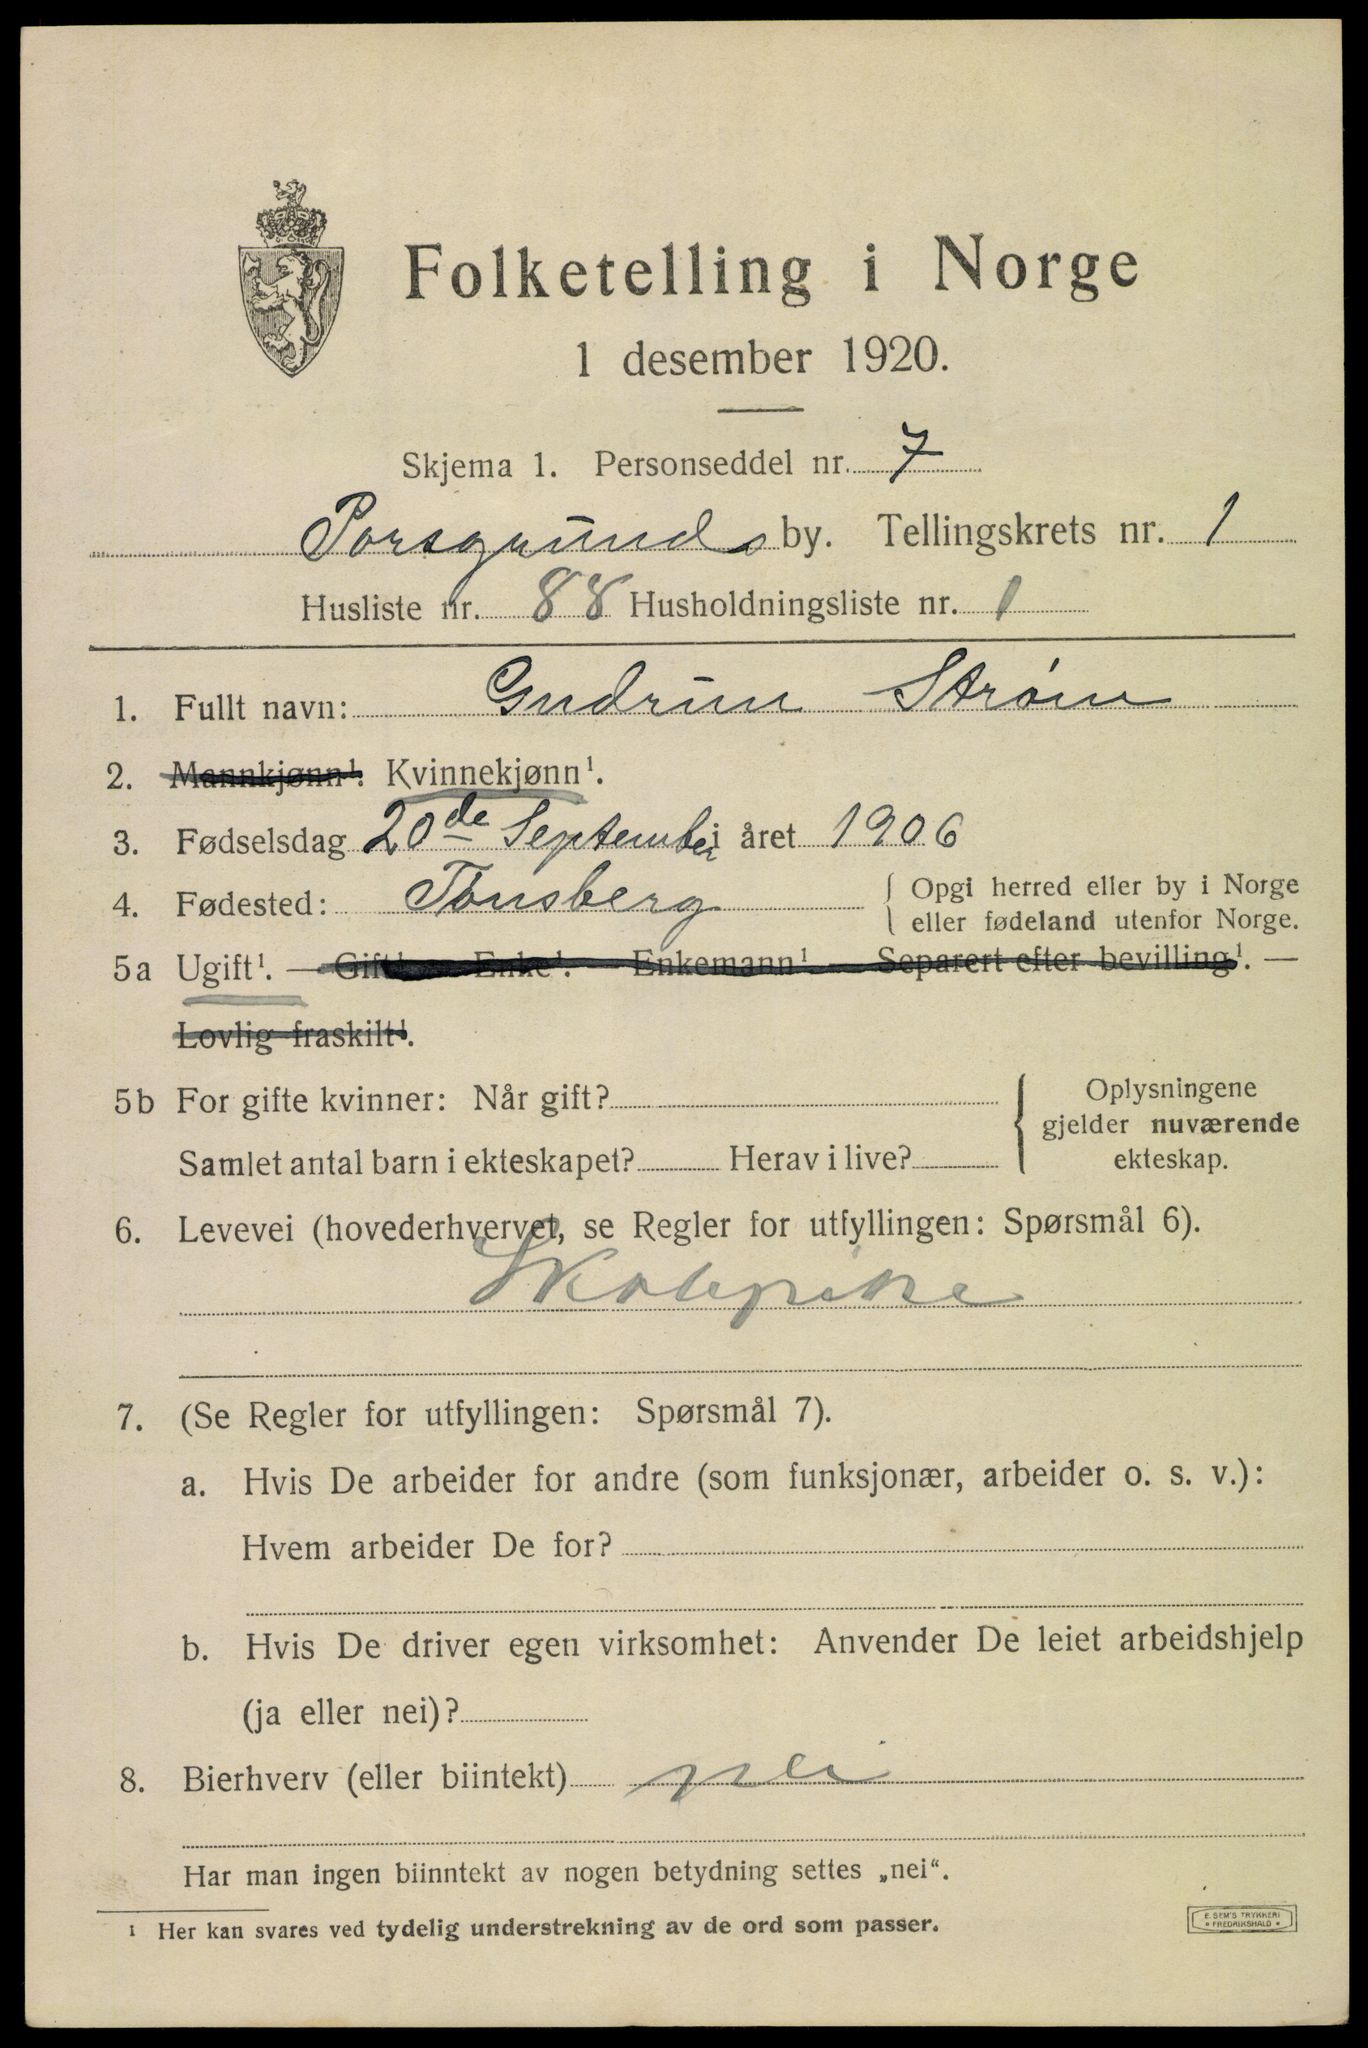 Folketelling i Norge
1 desember 1920.
Skjema 1. Personseddel nr. 7
Porsgrunds by. Tellingskrets nr. 1
Husliste nr. 88 Husholdningsliste nr. 1
1. Fullt navn: Gudrun Strøm
2. Mannkjønn¹. Kvinnekjønn¹.
3. Fødselsdag 20de September i året 1906
4. Fødested: Tønsberg { Opgi herred eller by i Norge
eller fødeland utenfor Norge.
5a Ugift¹. — Gift¹. — Enke¹. — Enkemann¹. — Separert efter bevilling¹. —
Lovlig fraskilt¹.
5b For gifte kvinner: Når gift?
Samlet antal barn i ekteskapet? Herav i live?
{ Oplysningene
gjelder nuværende
ekteskap.
6. Levevei (hovederhvervet, se Regler for utfyllingen: Spørsmål 6).
Skolepike
7. (Se Regler for utfyllingen: Spørsmål 7).
a. Hvis De arbeider for andre (som funksjonær, arbeider o. s. v.):
Hvem arbeider De for?
b. Hvis De driver egen virksomhet: Anvender De leiet arbeidshjelp
(ja eller nei)?
8. Bierhverv (eller biintekt) nei
Har man ingen biinntekt av nogen betydning settes „nei“.
¹ Her kan svares ved tydelig understrekning av de ord som passer.
E. SEM'S TRYKKERI
• FREDRIKSHALD •